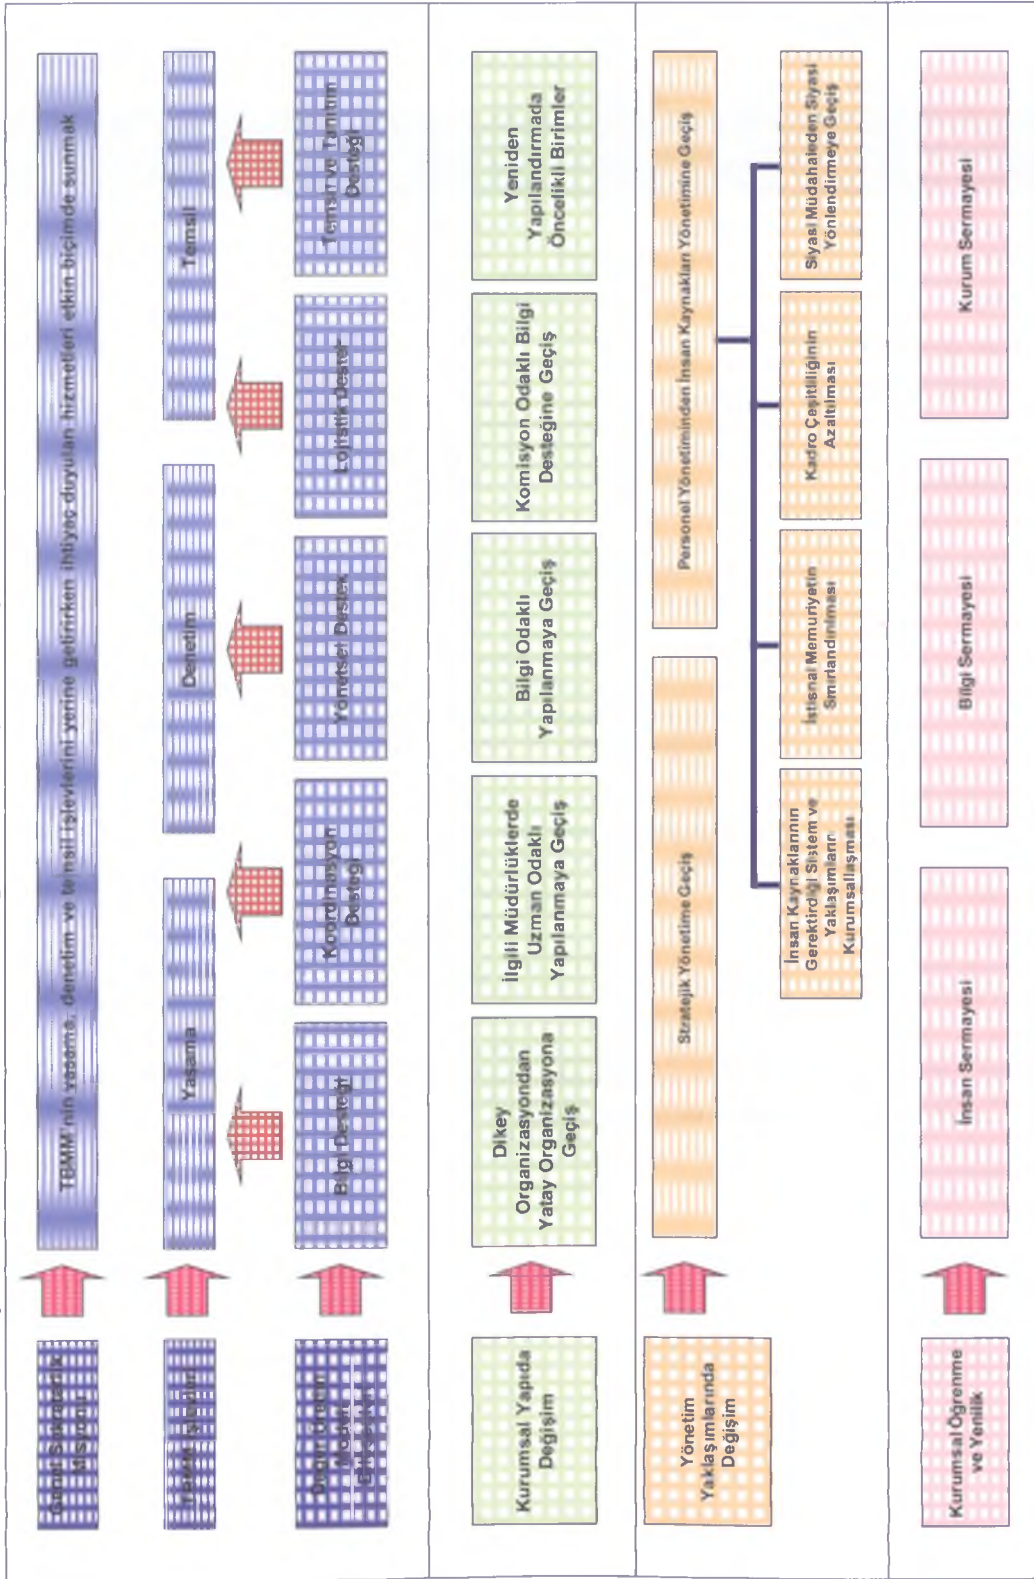 Genel Sekreterlik
Misyonu
TBMM'nin yasama, denetim ve temsil işlevlerini yerine getirirken ihtiyaç duyulan hizmetleri etkin biçimde sunmak
TBMM İşlevleri
Yasama
Denetim
Temsil
Değer Üreten
Bilgi Desteği
Koordinasyon
Desteği
Yönetsel Destek
Lojistik Destek
Temsil ve Tanıtım
Desteği
Kurumsal Yapıda
Değişim
Dikey
Organizasyondan
Yatay Organizasyona
Geçiş
İlgili Müdürlüklerde
Uzman Odaklı
Yapılanmaya Geçiş
Bilgi Odaklı
Yapılanmaya Geçiş
Komisyon Odaklı Bilgi
Desteğine Geçiş
Yeniden
Yapılandırmada
Öncelikli Birimler
Yönetim
Yaklaşımlarında
Değişim
Stratejik Yönetime Geçiş
Personel Yönetiminden İnsan Kaynakları Yönetimine Geçiş
İnsan Kaynaklarının
Gerektirdiği Sistem ve
Yaklaşımların
Kurumsallaşması
İstisnai Memuriyetin
Sınırlandırılması
Kadro Çeşitliliğinin
Azaltılması
Siyasi Müdahaleden Siyasi
Yönlendirmeye Geçiş
Kurumsal Öğrenme
ve Yenilik
İnsan Sermayesi
Bilgi Sermayesi
Kurum Sermayesi